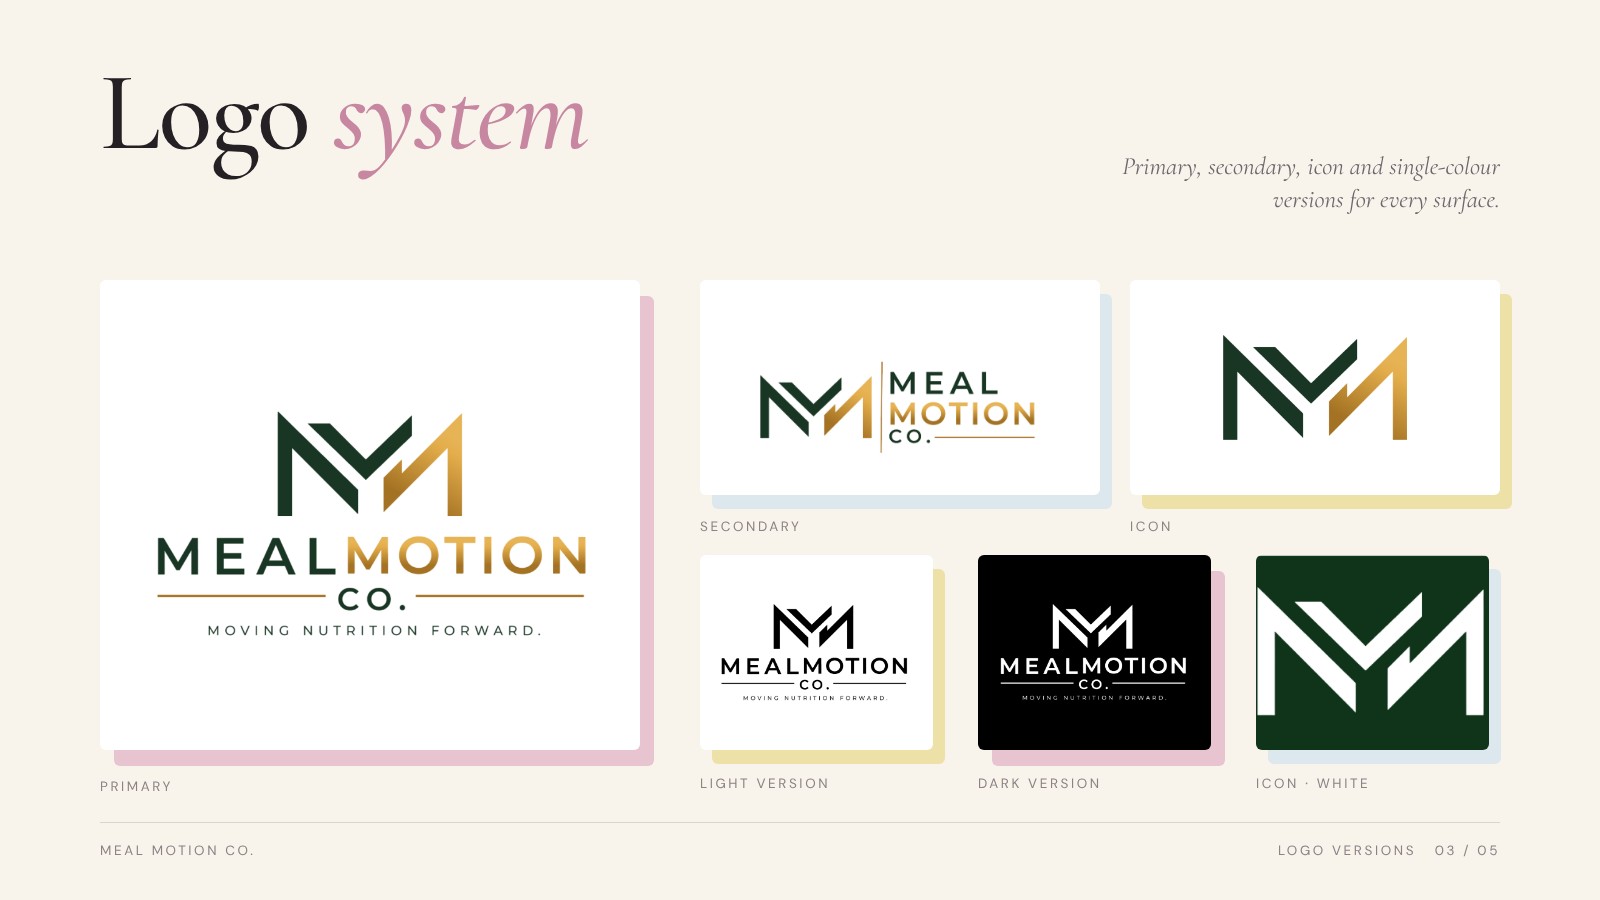 Logo system
Primary, secondary, icon and single-colour
versions for every surface.
MEALMOTION
CO.
MOVING NUTRITION FORWARD.
PRIMARY
MEAL
MOTION
CO.
SECONDARY
ICON
MEALMOTION
CO.
MOVING NUTRITION FORWARD.
LIGHT VERSION
MEALMOTION
CO.
MOVING NUTRITION FORWARD.
DARK VERSION
ICON · WHITE
MEAL MOTION CO.
LOGO VERSIONS 03 / 05